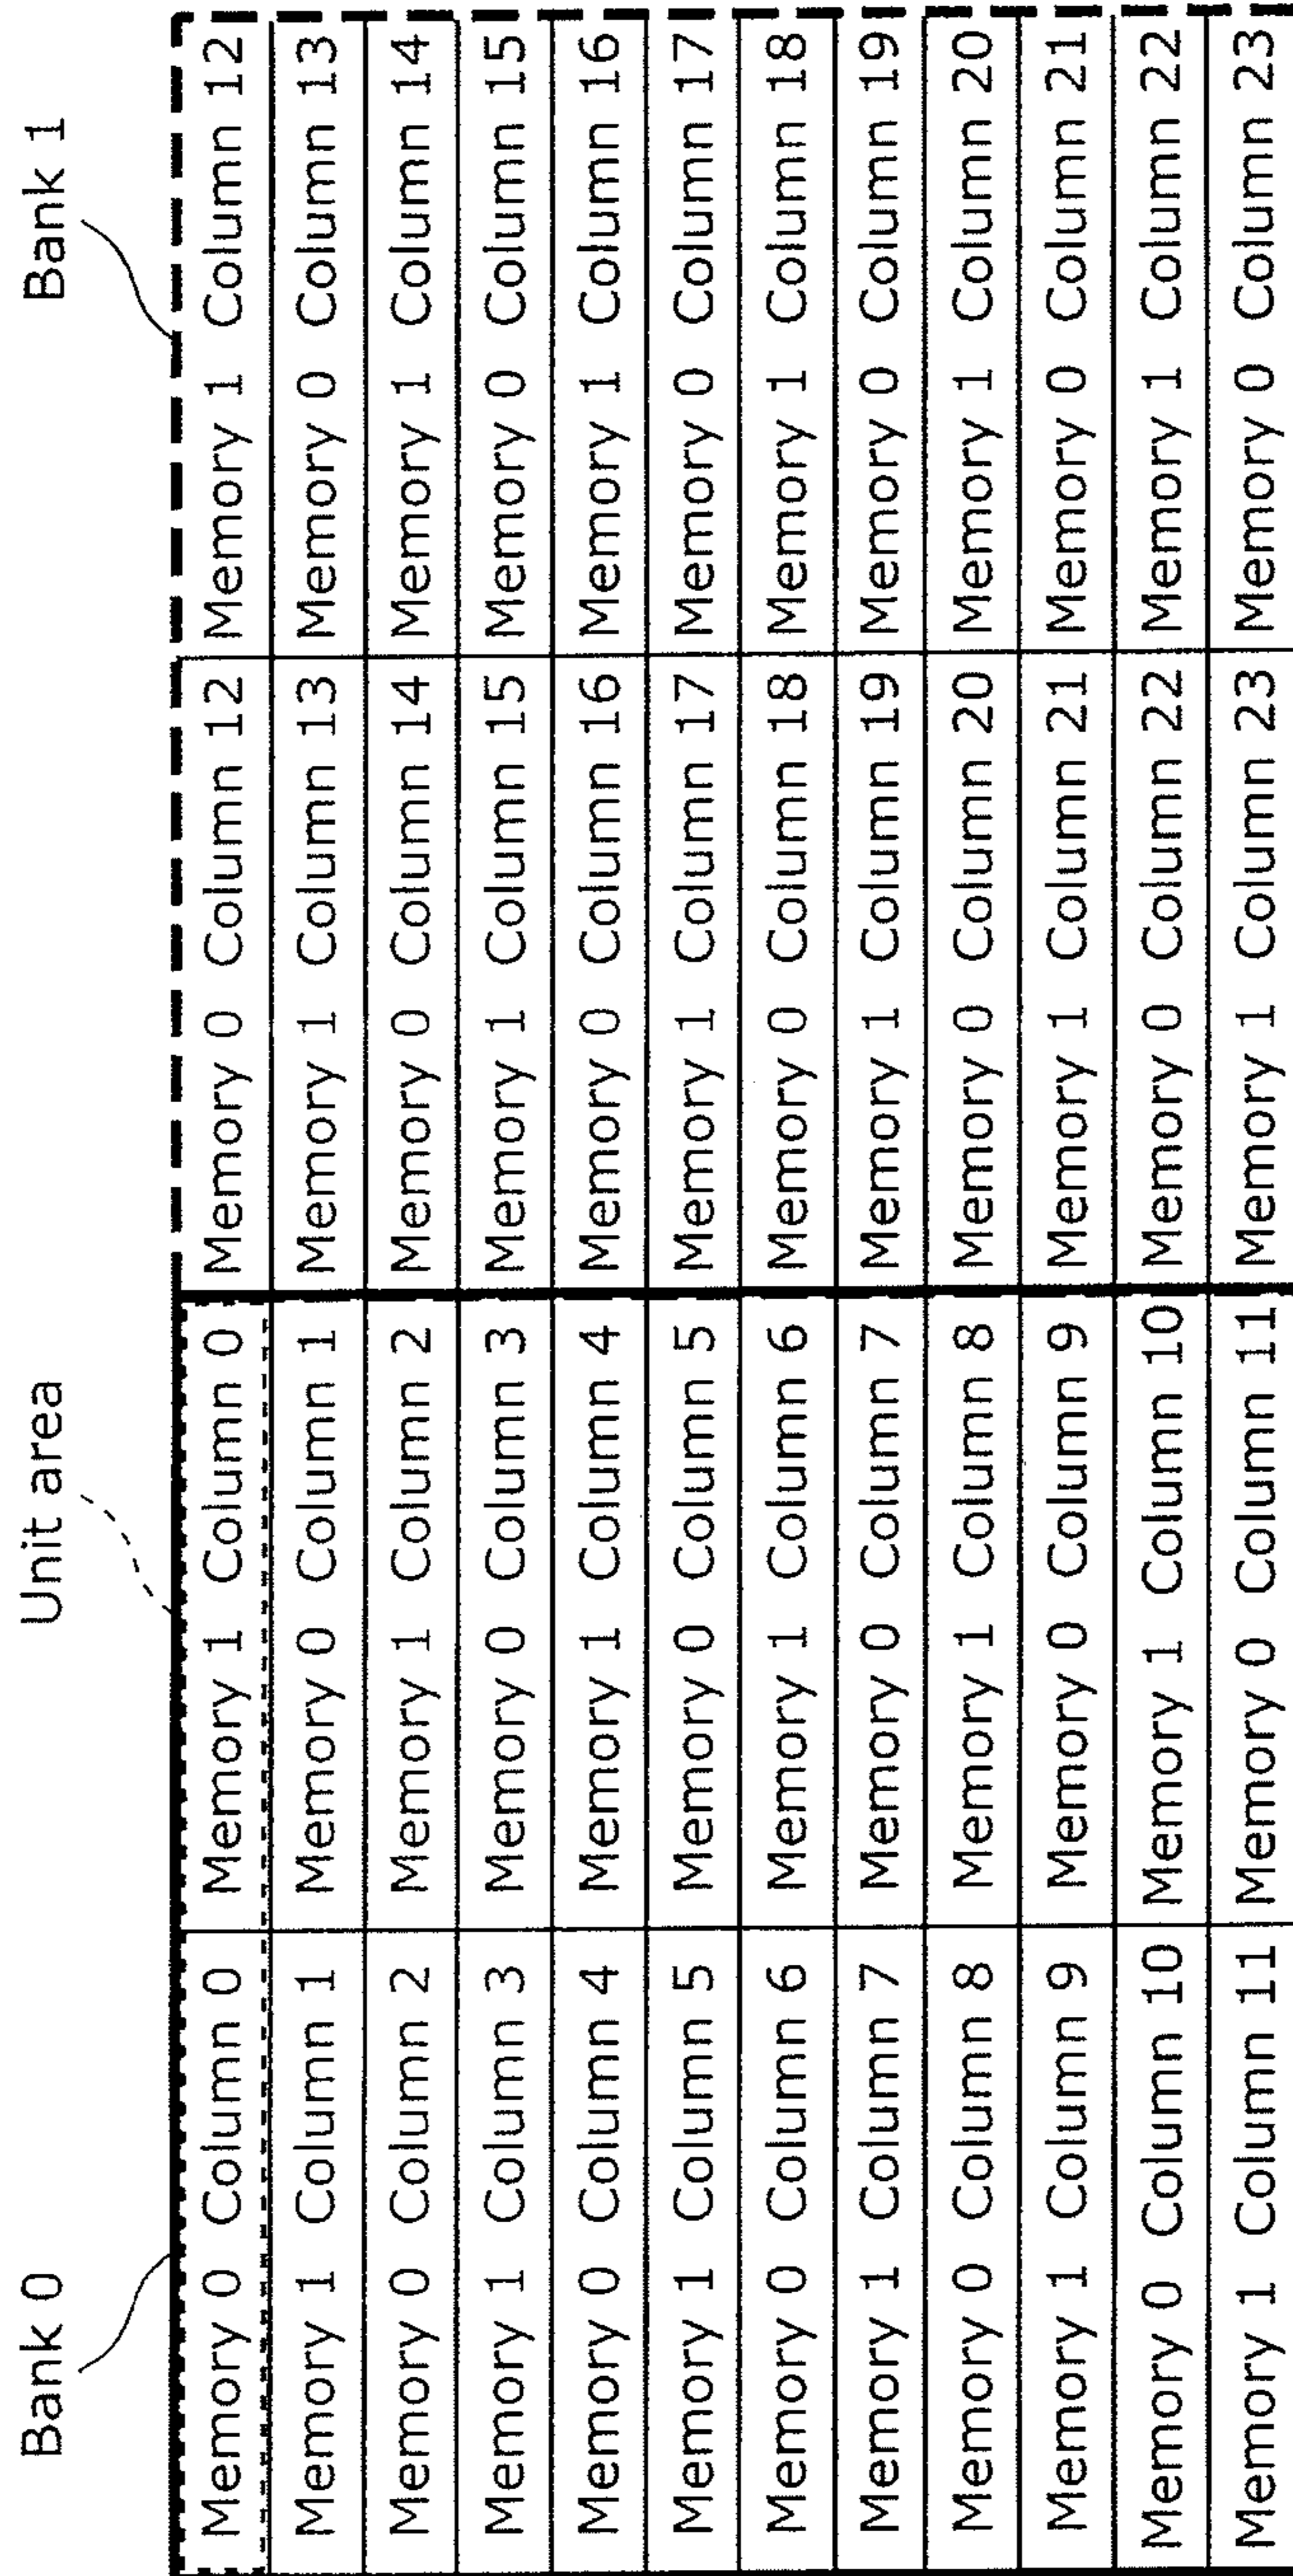 Bank 0 Unit area Bank 1
Memory 0 Column 0 Memory 1 Column 0 Memory 0 Column 12 Memory 1 Column 12
Memory 1 Column 1 Memory 0 Column 1 Memory 1 Column 13 Memory 0 Column 13
Memory 0 Column 2 Memory 1 Column 2 Memory 0 Column 14 Memory 1 Column 14
Memory 1 Column 3 Memory 0 Column 3 Memory 1 Column 15 Memory 0 Column 15
Memory 0 Column 4 Memory 1 Column 4 Memory 0 Column 16 Memory 1 Column 16
Memory 1 Column 5 Memory 0 Column 5 Memory 1 Column 17 Memory 0 Column 17
Memory 0 Column 6 Memory 1 Column 6 Memory 0 Column 18 Memory 1 Column 18
Memory 1 Column 7 Memory 0 Column 7 Memory 1 Column 19 Memory 0 Column 19
Memory 0 Column 8 Memory 1 Column 8 Memory 0 Column 20 Memory 1 Column 20
Memory 1 Column 9 Memory 0 Column 9 Memory 1 Column 21 Memory 0 Column 21
Memory 0 Column 10 Memory 1 Column 10 Memory 0 Column 22 Memory 1 Column 22
Memory 1 Column 11 Memory 0 Column 11 Memory 1 Column 23 Memory 0 Column 23